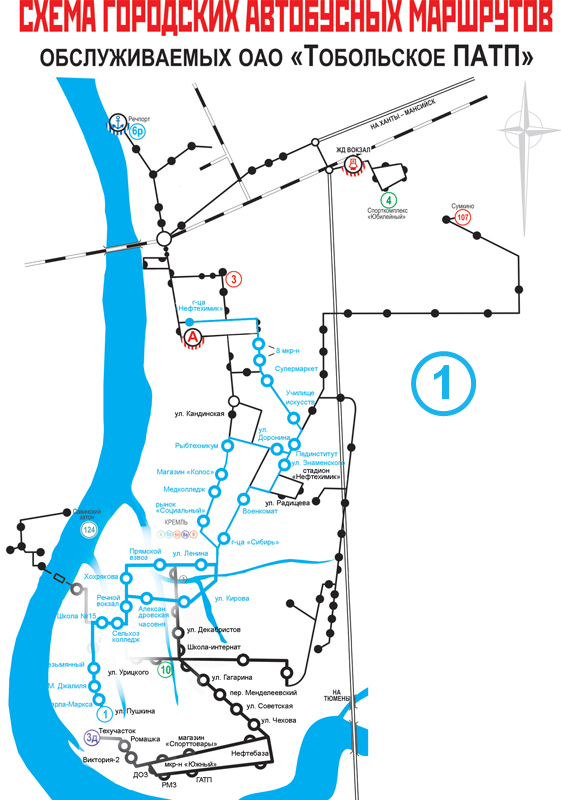 СХЕМА ГОРОДСКИХ АВТОБУСНЫХ МАРШРУТОВ
ОБСЛУЖИВАЕМЫХ ОАО «Тобольское ПАТП»
Речпорт
6р
НА ХАНТЫ – МАНСИЙСК
ЖД ВОКЗАЛ
4
Спорткомплекс
«Юбилейный»
Сумкино
107
3
г-ца
"Нефтехимик»
А
8 мкр-н
Супермаркет
1
Училище
искусств
ул. Кандинская
ул.
Доронина
Рыбтехникум
Пединститут
ул. Знаменского
стадион
«Нефтехимик»
Магазин «Колос»
Медколледж
рынок
«Социальный»
Военкомат
ул. Радищева
КРЕМЛЬ
124
г-ца «Сибирь»
Прямской
взвоз
ул. Ленина
Хохрякова
Речной
вокзал
Алексан
дровская
часовня
ул. Кирова
Школа №15
Сельхоз
колледж
ул. Декабристов
Школа-интернат
езымянный
ул. Урицкого
10
ул. Гагарина
М. Джалиля
пер. Менделеевский
НА
ТЮМЕНЬ
ерла-Маркса
1
ул. Пушкина
ул. Советская
ул. Чехова
Техучасток
3д
Ромашка
магазин
«Спорттовары»
Нефтебаза
Виктория-2
мкр-н «Южный»
ДОЗ
РМЗ
ГАТП